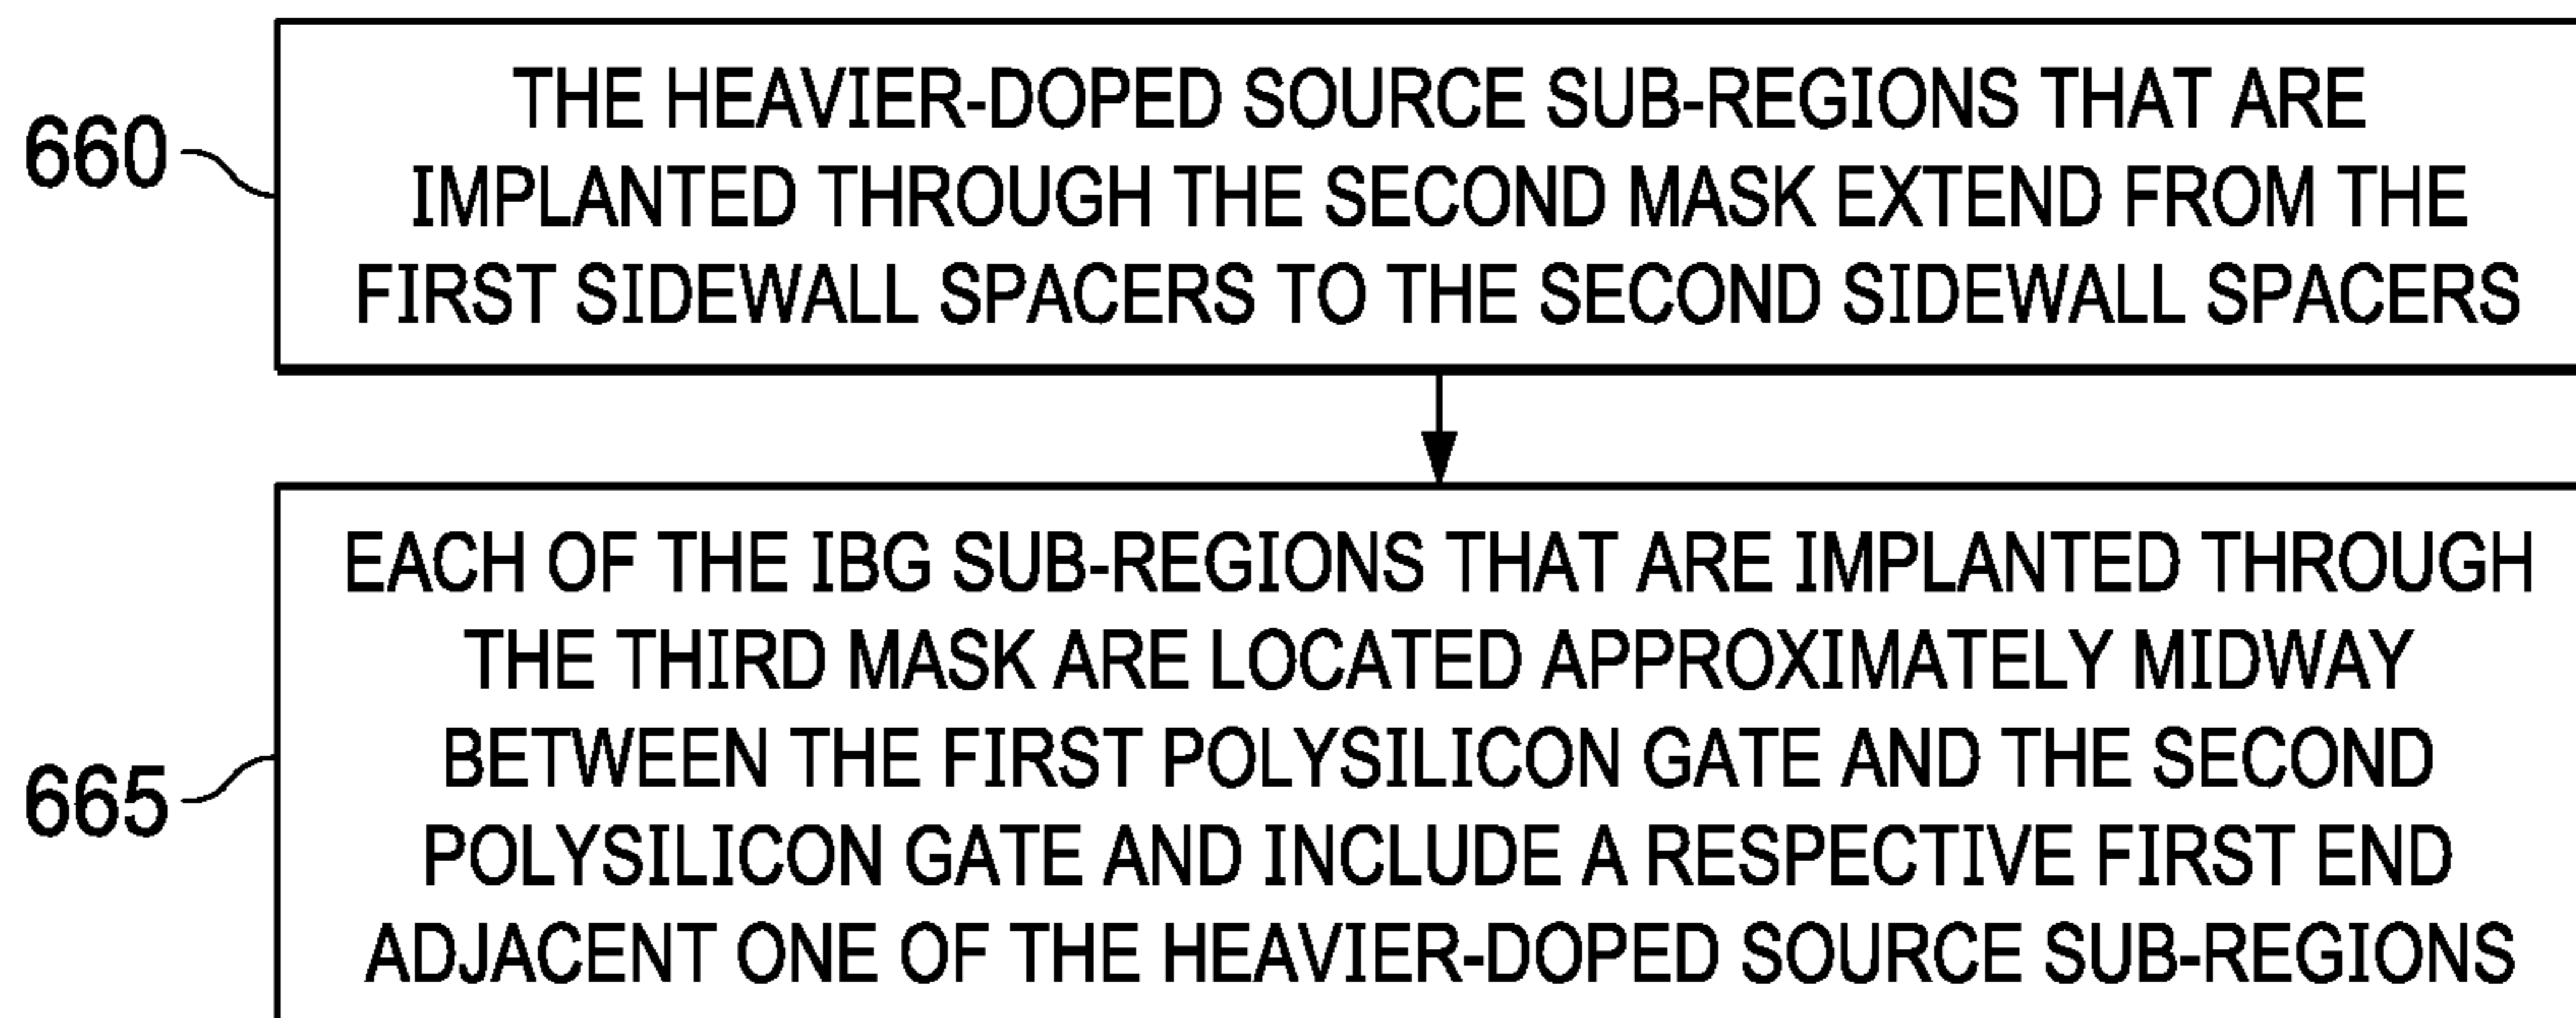 660
THE HEAVIER-DOPED SOURCE SUB-REGIONS THAT ARE
IMPLANTED THROUGH THE SECOND MASK EXTEND FROM THE
FIRST SIDEWALL SPACERS TO THE SECOND SIDEWALL SPACERS
665
EACH OF THE IBG SUB-REGIONS THAT ARE IMPLANTED THROUGH
THE THIRD MASK ARE LOCATED APPROXIMATELY MIDWAY
BETWEEN THE FIRST POLYSILICON GATE AND THE SECOND
POLYSILICON GATE AND INCLUDE A RESPECTIVE FIRST END
ADJACENT ONE OF THE HEAVIER-DOPED SOURCE SUB-REGIONS